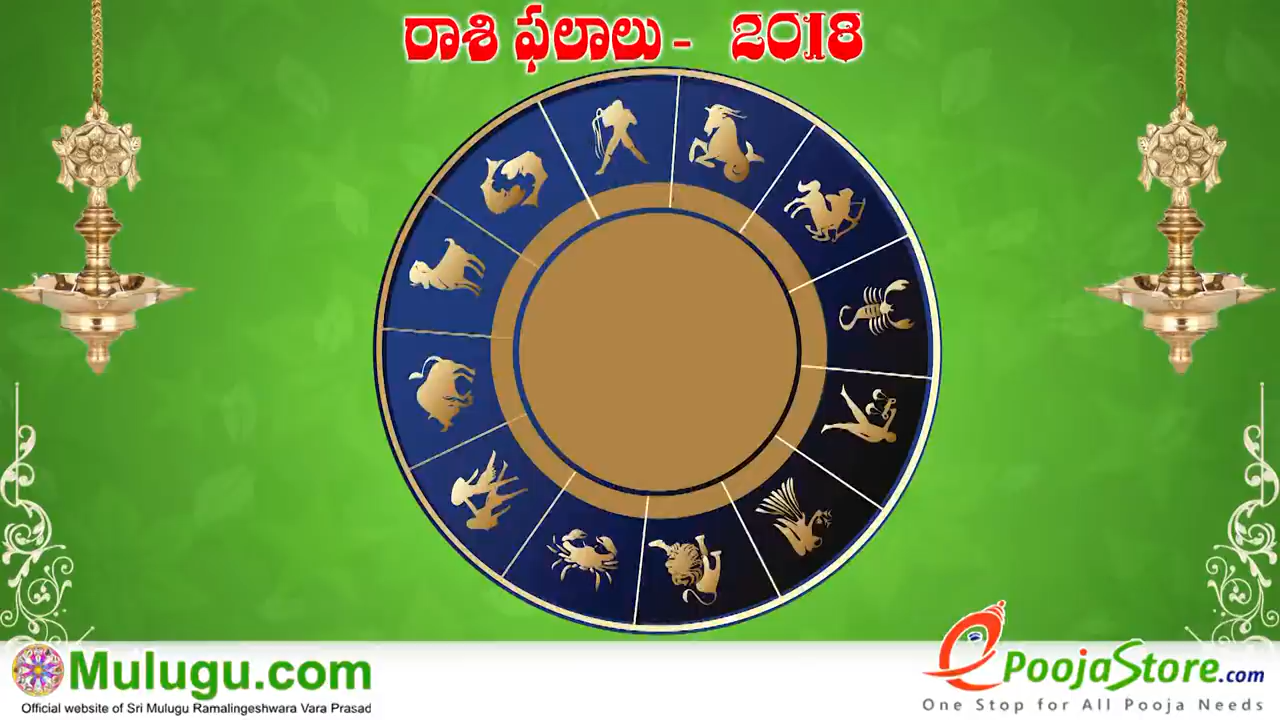 రాశి ఫలాలు - 2018
Mulugu.com
Official website of Sri Mulugu Ramalingeshwara Vara Prasad
ePoojaStore.com
One Stop for All Pooja Needs